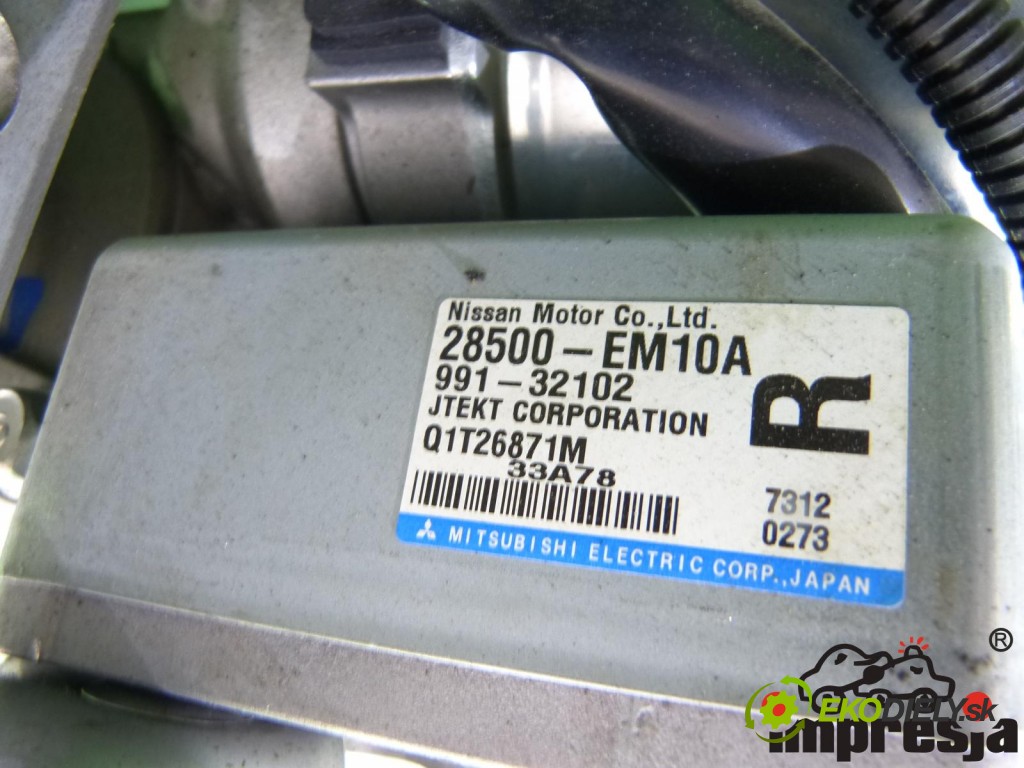 Nissan Motor Co.,Ltd.
28500-EM10A
991-32102
JTEKT CORPORATION
Q1T26871M
33A78
R
7312
0273
MITSUBISHI ELECTRIC CORP.,JAPAN
®
EKODIELY.sk
impresja